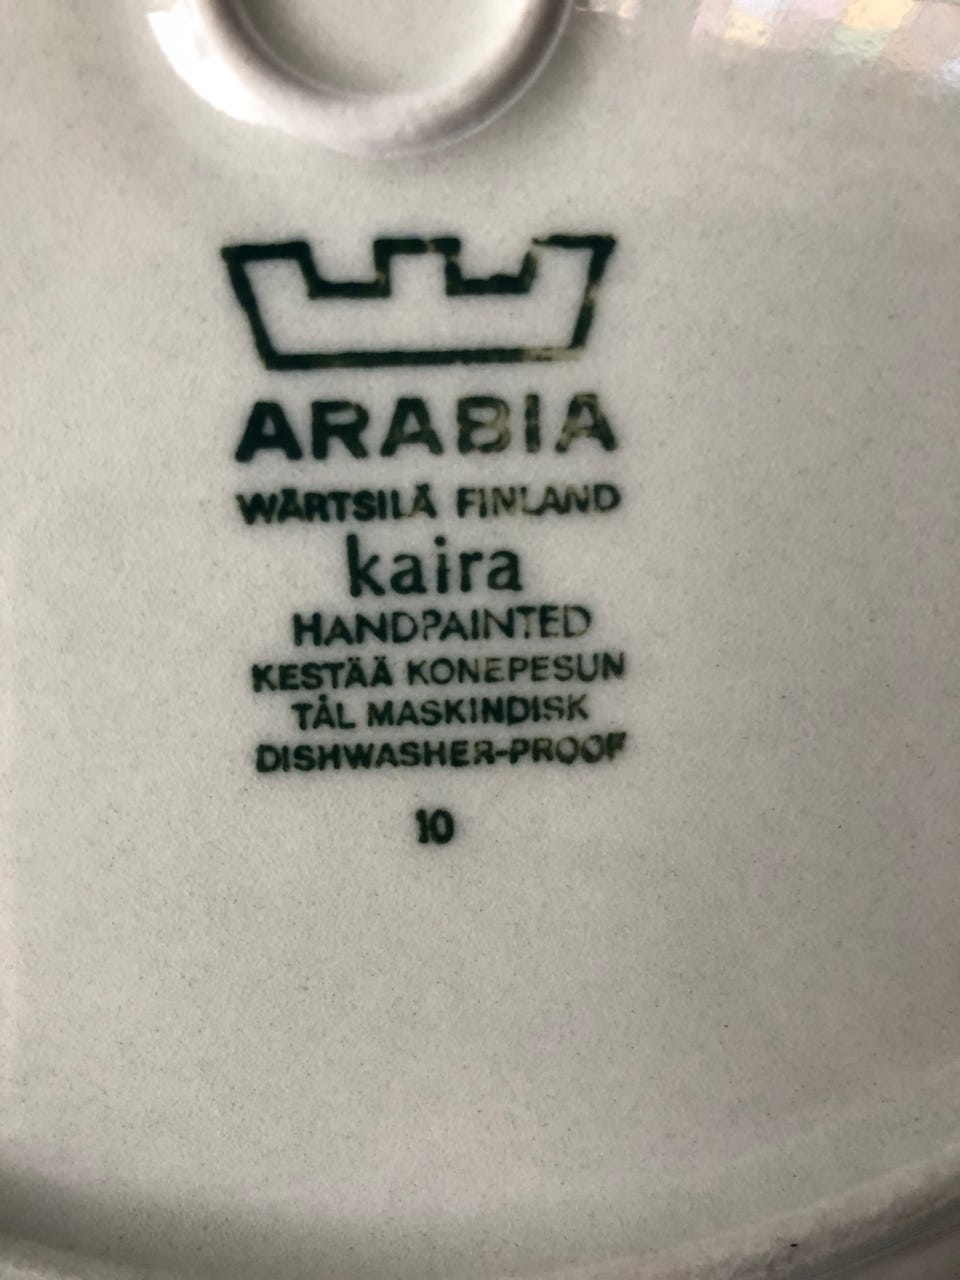 ARABIA
WÄRTSILÄ FINLAND
kaira
HANDPAINTED
KESTÄÄ KONEPESUN
TÅL MASKINDISK
DISHWASHER-PROOF
10